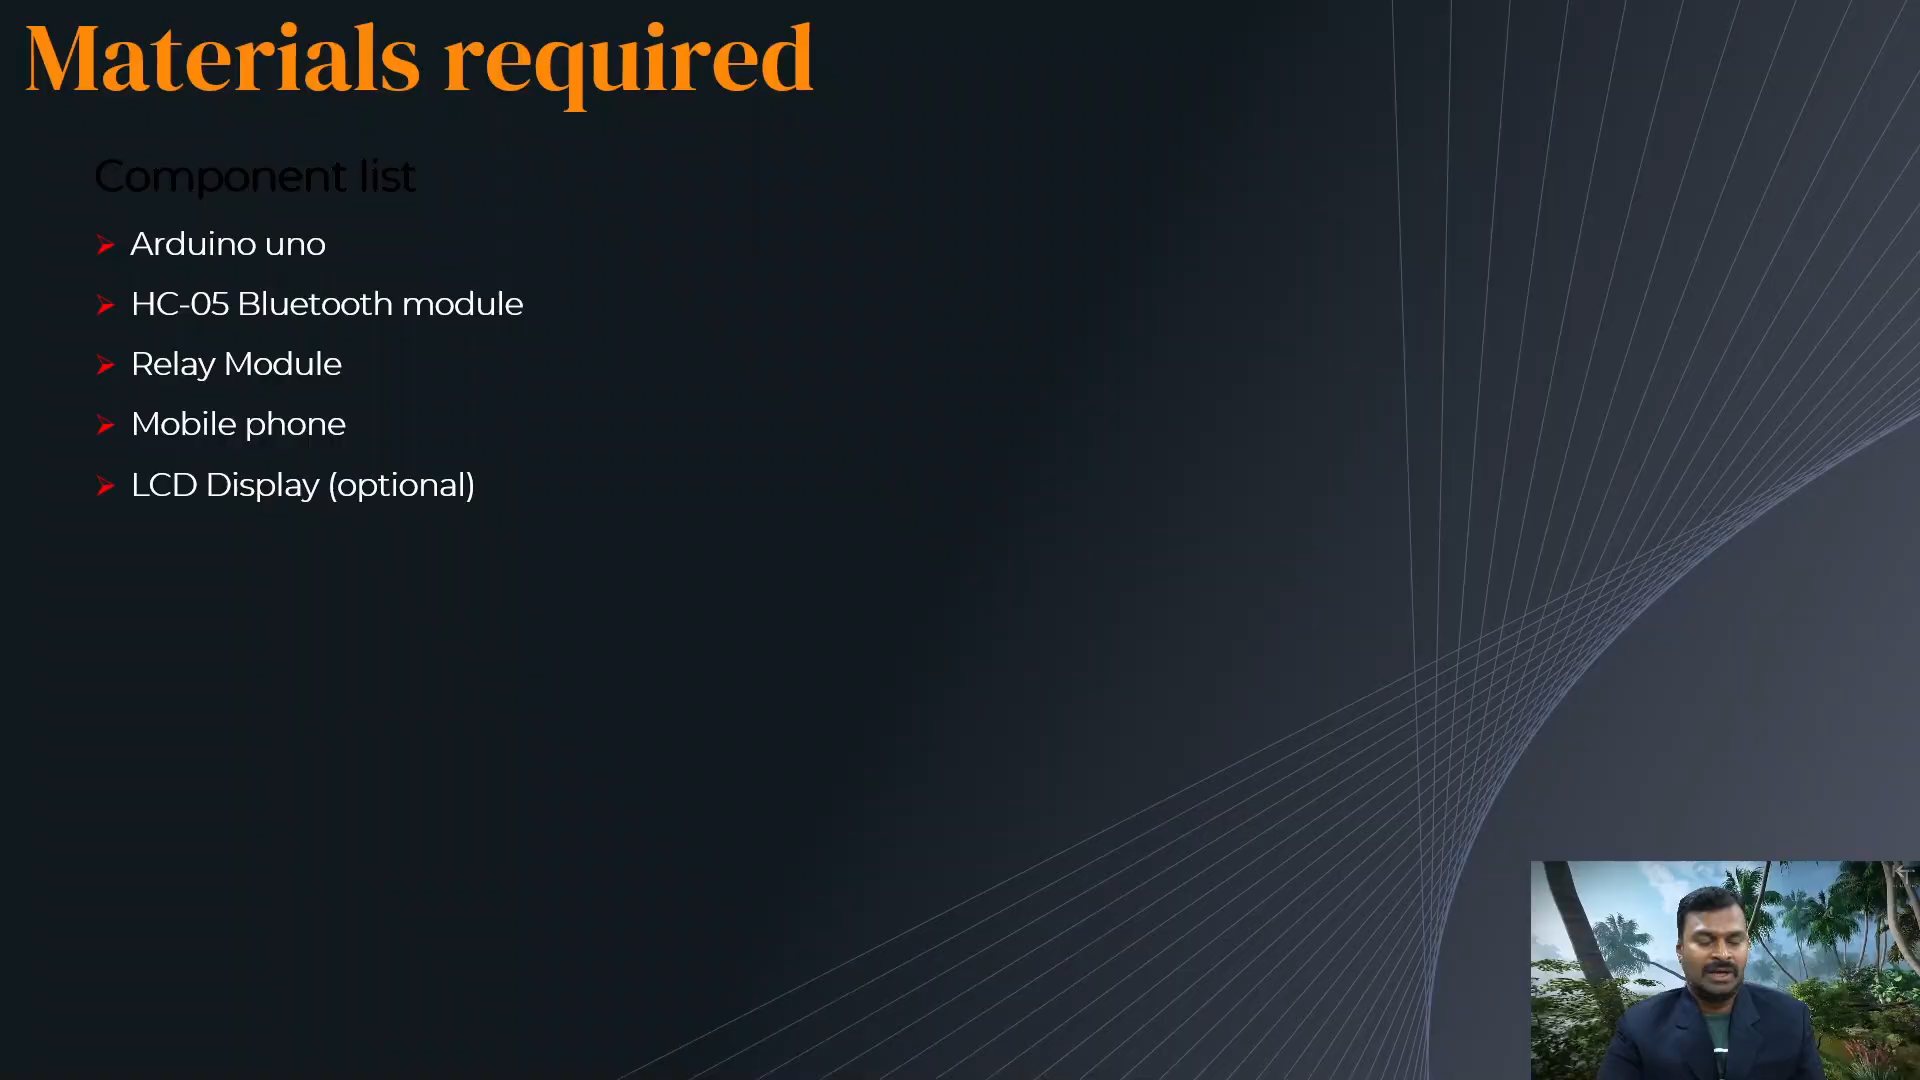 Materials required
Component list
Arduino uno
HC-05 Bluetooth module
Relay Module
Mobile phone
LCD Display (optional)